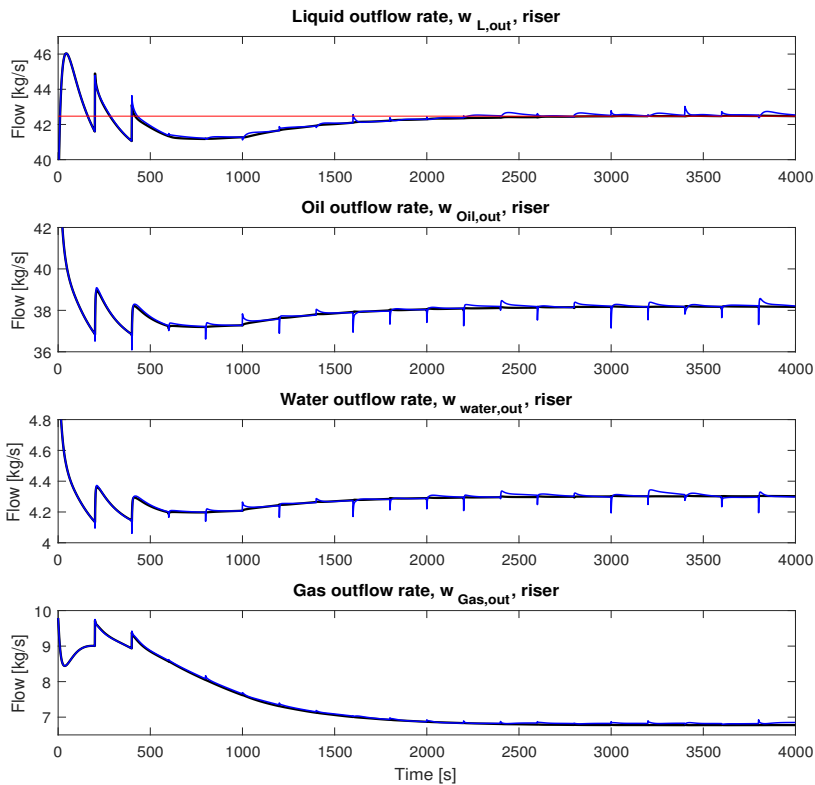 Liquid outflow rate, w L,out, riser
Flow [kg/s]
46
44
42
40
0 500 1000 1500 2000 2500 3000 3500 4000
Oil outflow rate, w Oil,out, riser
Flow [kg/s]
42
40
38
36
0 500 1000 1500 2000 2500 3000 3500 4000
Water outflow rate, w water,out, riser
Flow [kg/s]
4.8
4.6
4.4
4.2
4
0 500 1000 1500 2000 2500 3000 3500 4000
Gas outflow rate, w Gas,out, riser
Flow [kg/s]
10
9
8
7
0 500 1000 1500 2000 2500 3000 3500 4000
Time [s]